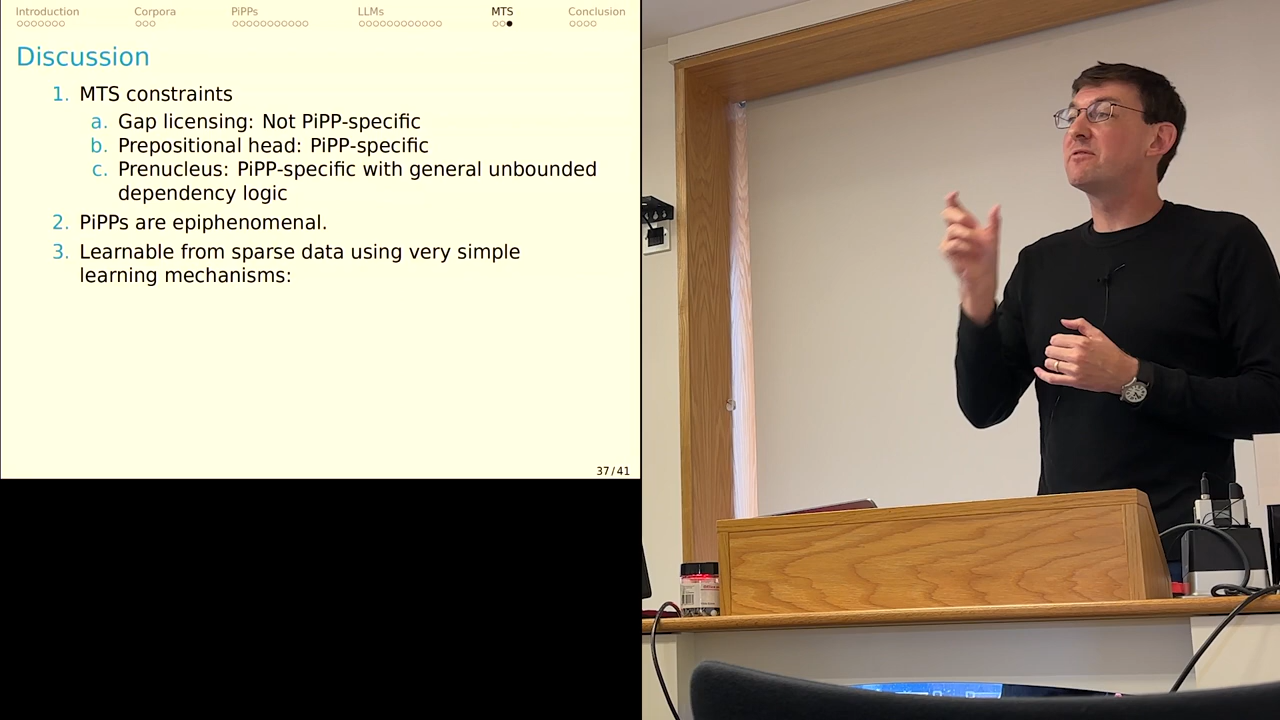 Introduction Corpora PiPPs LLMs MTS Conclusion
Discussion
1. MTS constraints
a. Gap licensing: Not PiPP-specific
b. Prepositional head: PiPP-specific
c. Prenucleus: PiPP-specific with general unbounded
dependency logic
2. PiPPs are epiphenomenal.
3. Learnable from sparse data using very simple
learning mechanisms:
37/41